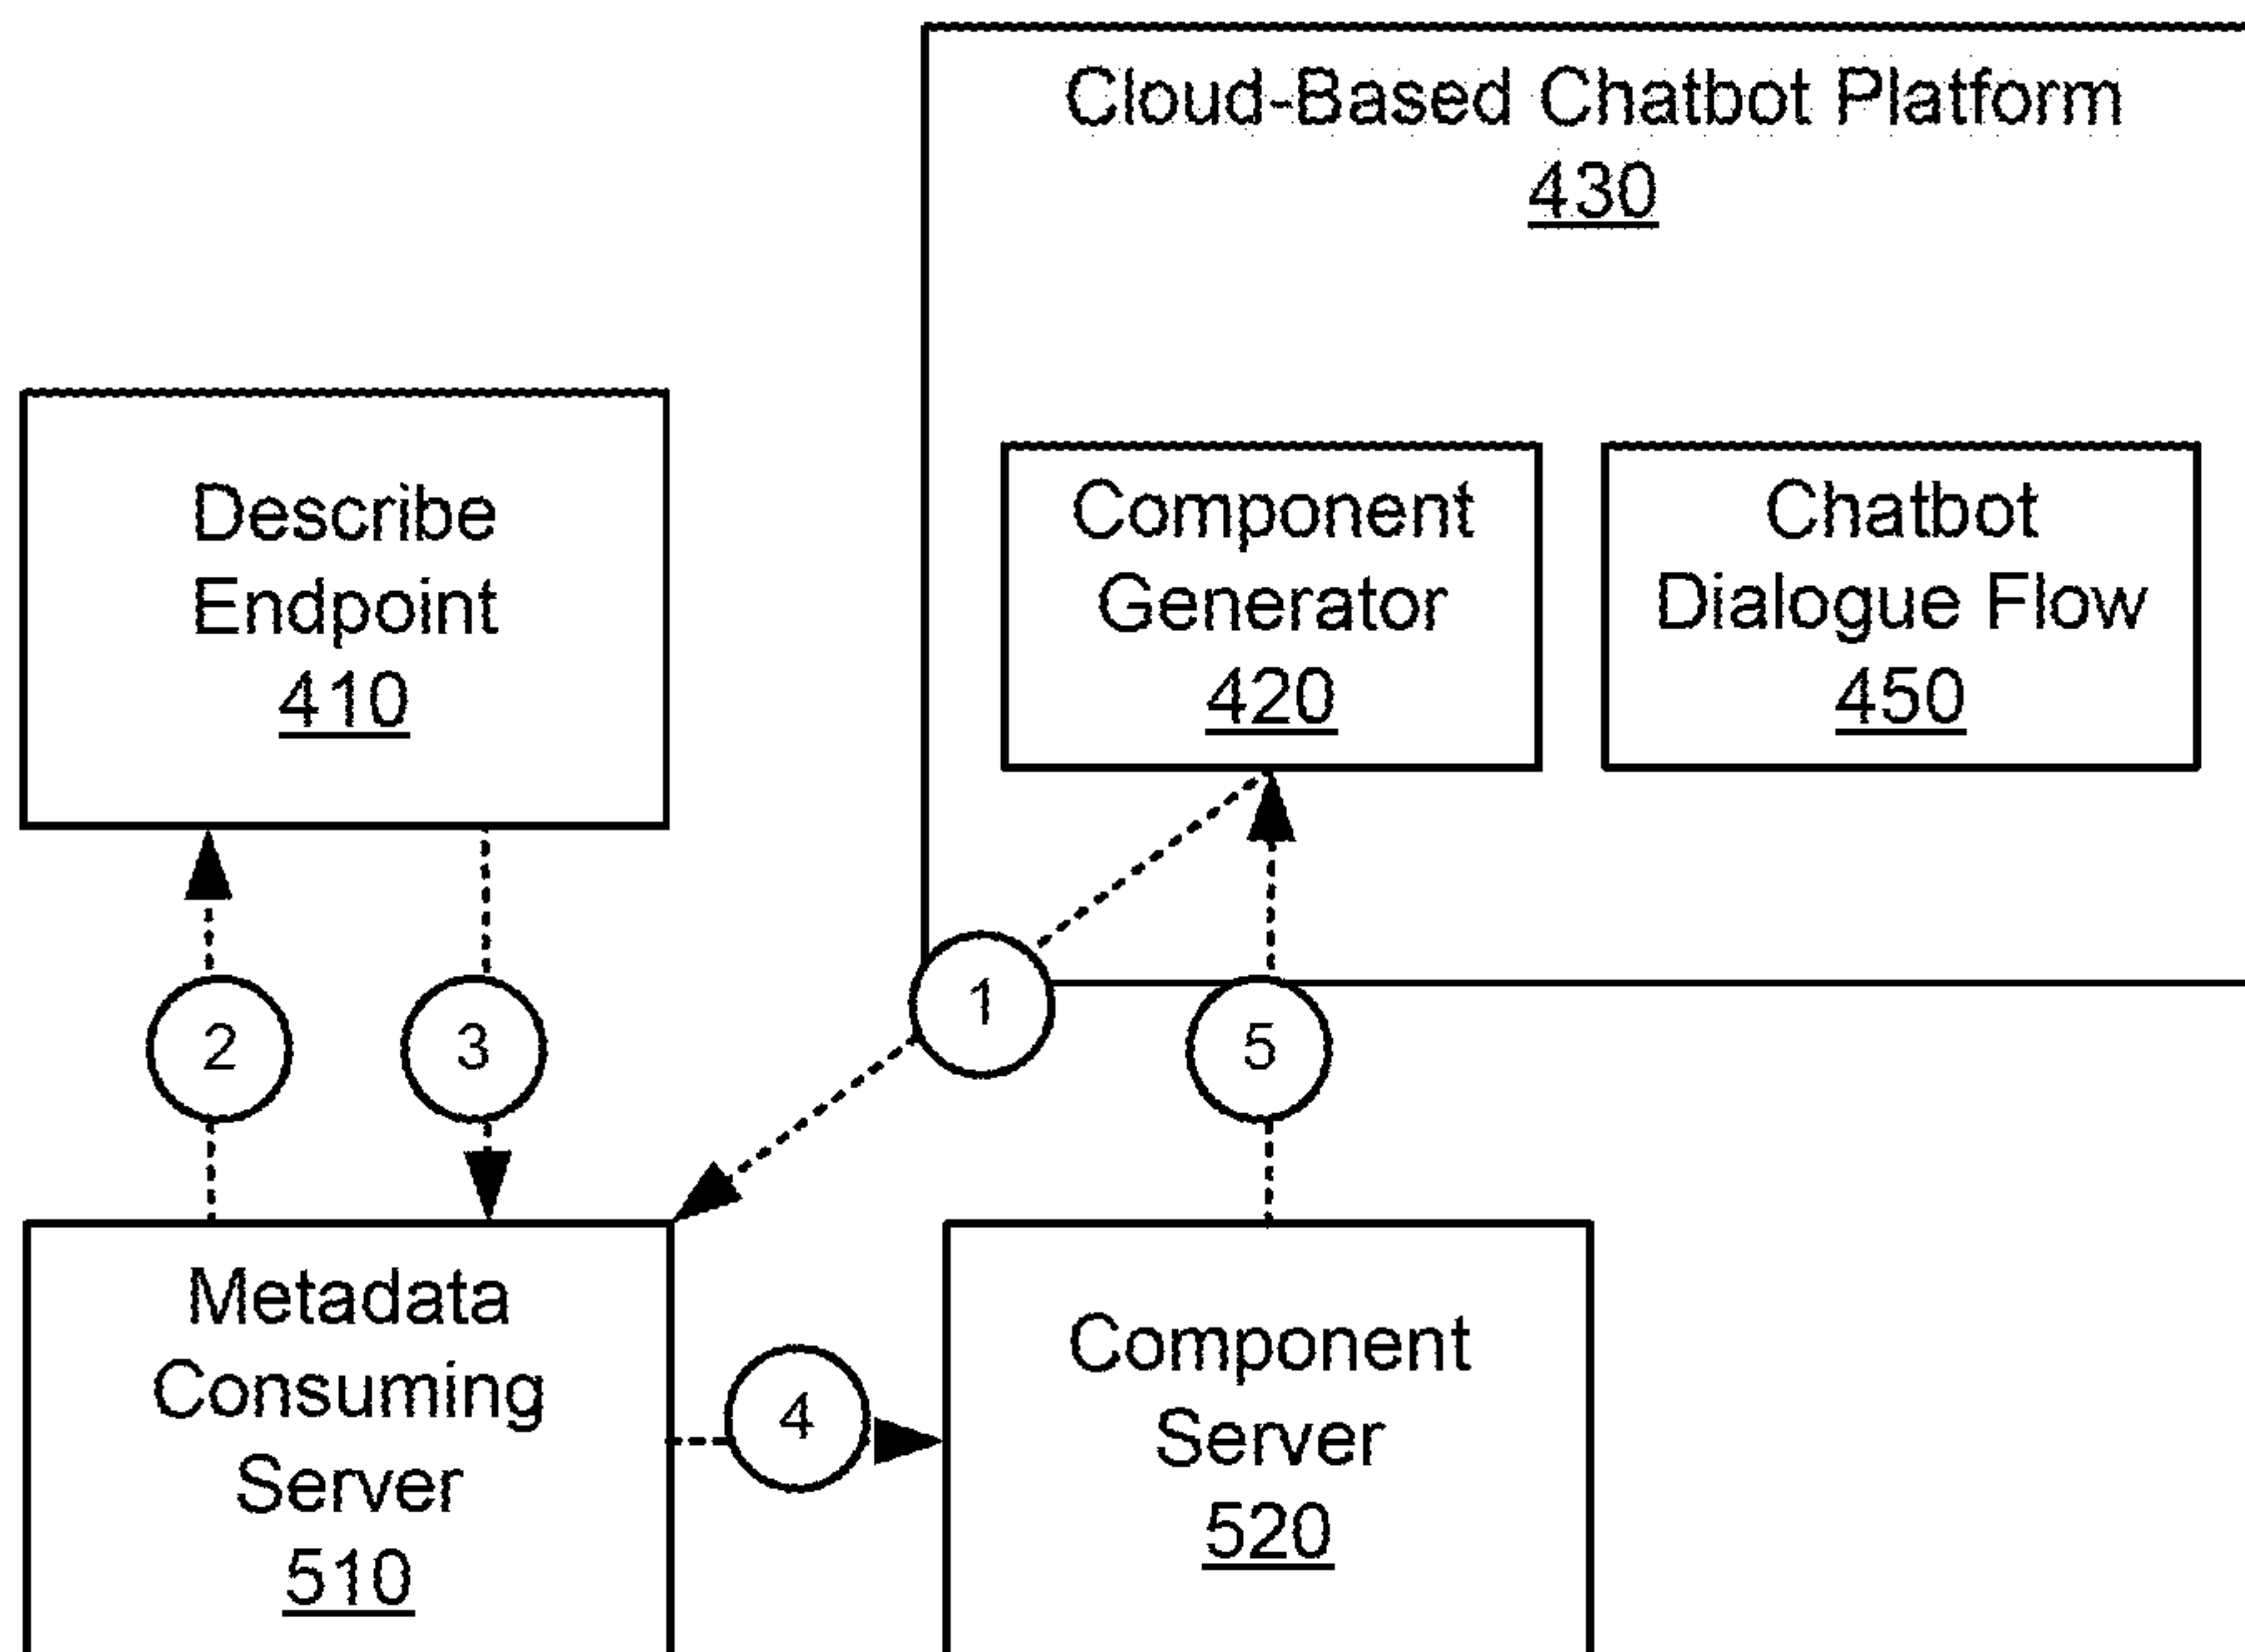 Cloud-Based Chatbot Platform
430
Describe
Endpoint
410
Component
Generator
420
Chatbot
Dialogue Flow
450
1
2
3
5
Metadata
Consuming
Server
510
4
Component
Server
520